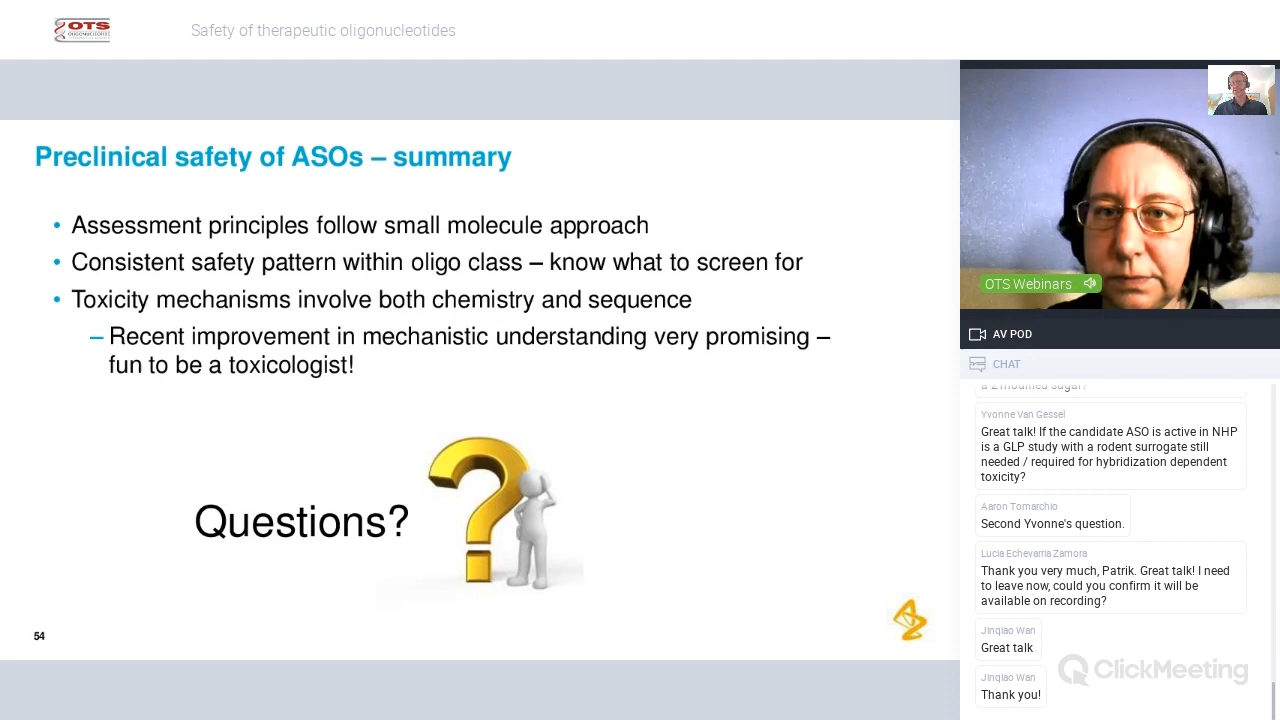 OTS
OLIGONUCLEOTIDE
Safety of therapeutic oligonucleotides
Preclinical safety of ASOs – summary
• Assessment principles follow small molecule approach
• Consistent safety pattern within oligo class – know what to screen for
• Toxicity mechanisms involve both chemistry and sequence
– Recent improvement in mechanistic understanding very promising –
fun to be a toxicologist!
Questions?
54
OTS Webinars
AV POD
CHAT
a 2'modified sugar?
Yvonne Van Gessel
Great talk! If the candidate ASO is active in NHP
is a GLP study with a rodent surrogate still
needed / required for hybridization dependent
toxicity?
Aaron Tomarchio
Second Yvonne's question.
Lucia Echevarria Zamora
Thank you very much, Patrik. Great talk! I need
to leave now, could you confirm it will be
available on recording?
Jinqiao Wan
Great talk
Jinqiao Wan
Thank you!
ClickMeeting